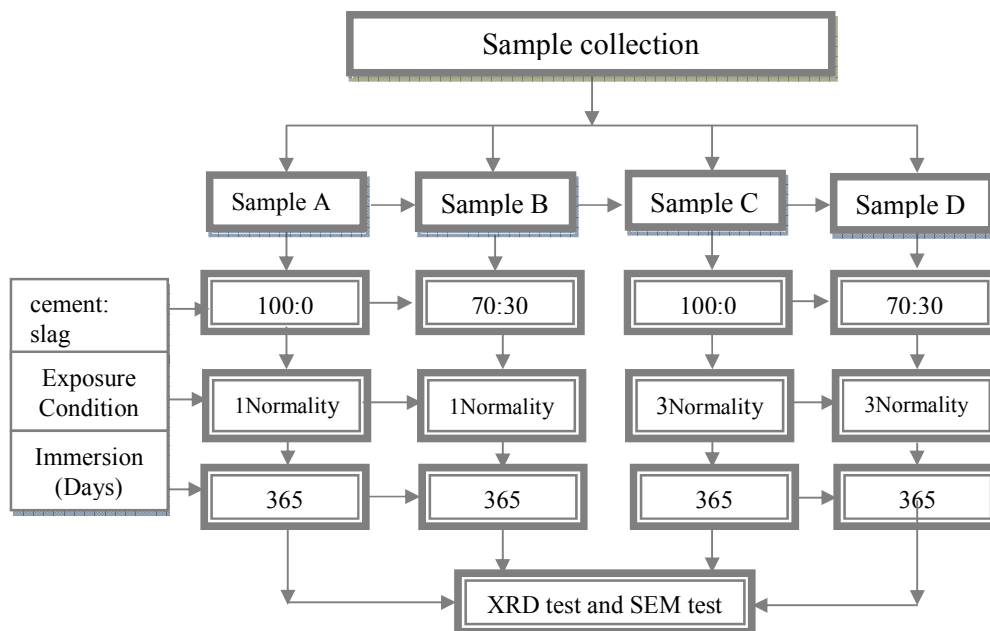 Sample collection
Sample A
Sample B
Sample C
Sample D
cement:
slag
100:0
70:30
100:0
70:30
Exposure
Condition
1Normality
1Normality
3Normality
3Normality
Immersion
(Days)
365
365
365
365
XRD test and SEM test